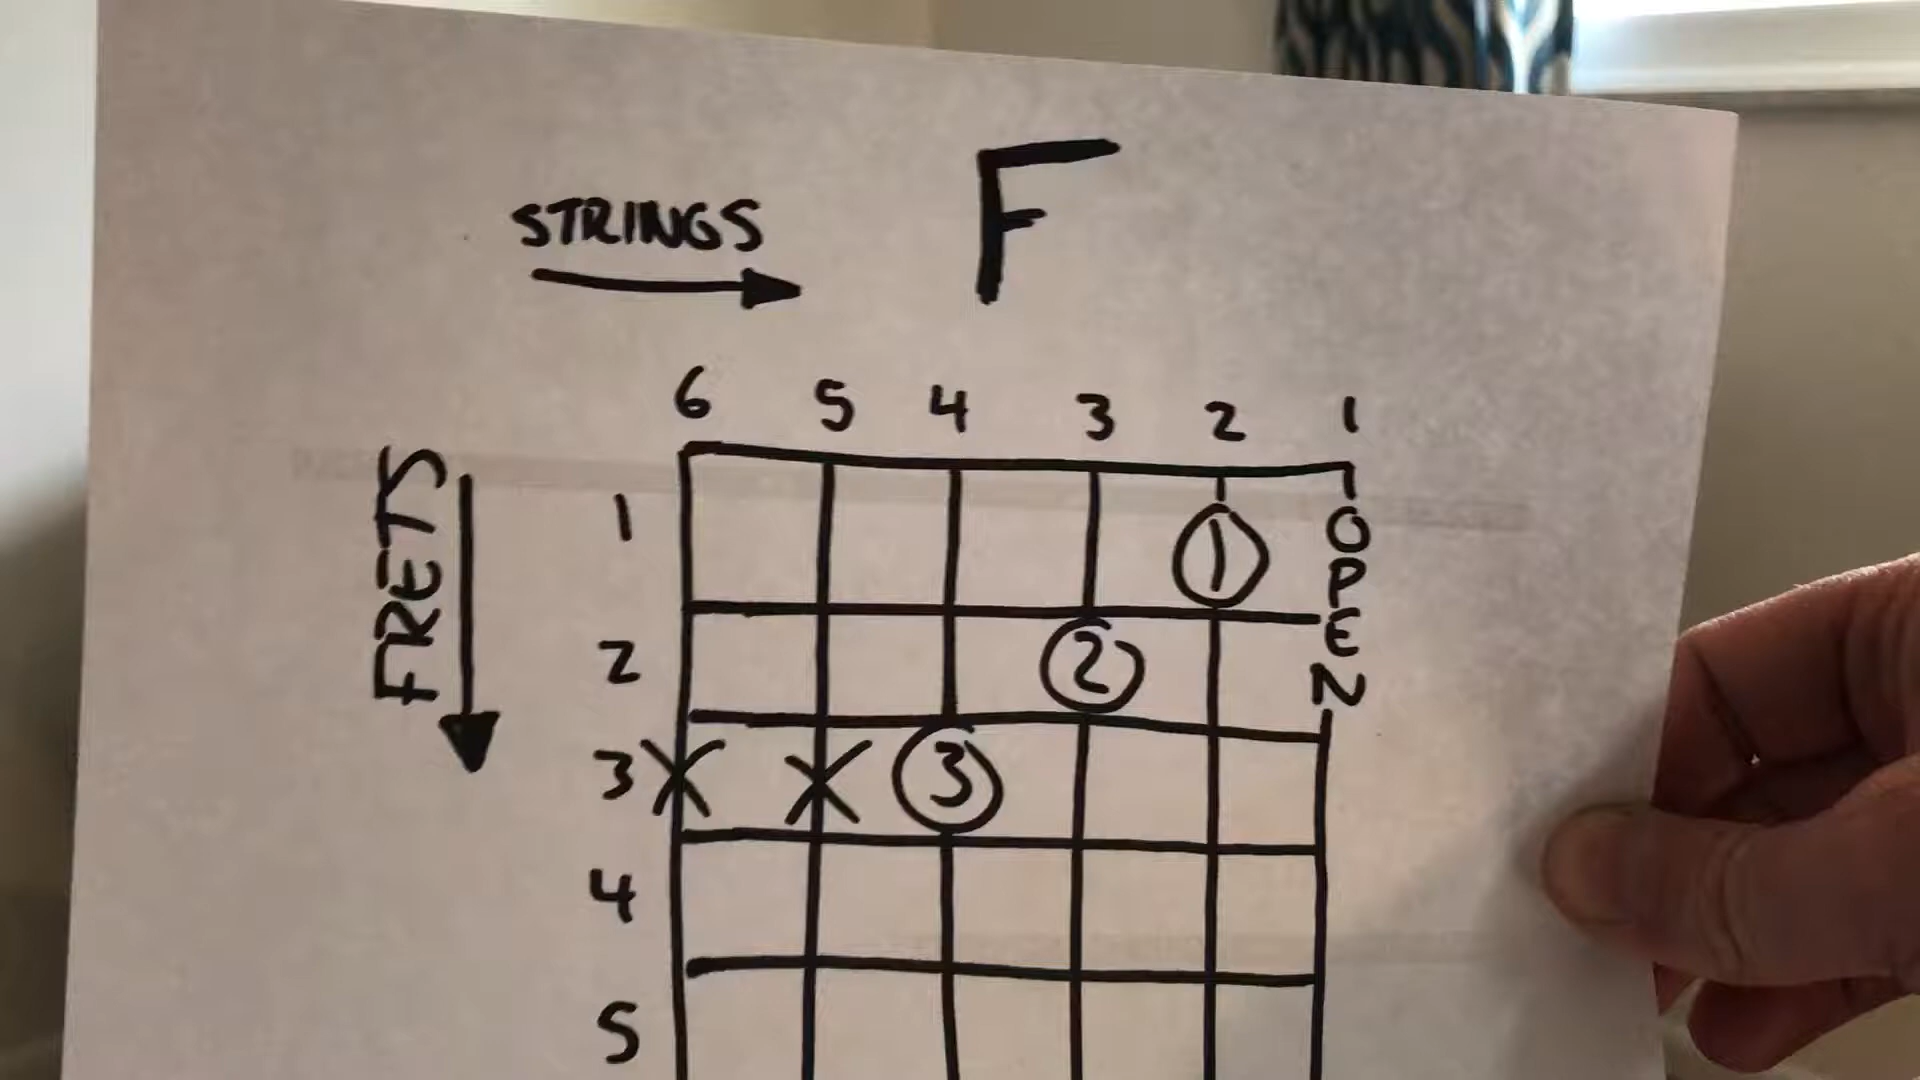 F
STRINGS
6 5 4 3 2 1
FRETS
1 1 OPEN
2 2
3 X X 3
4
5